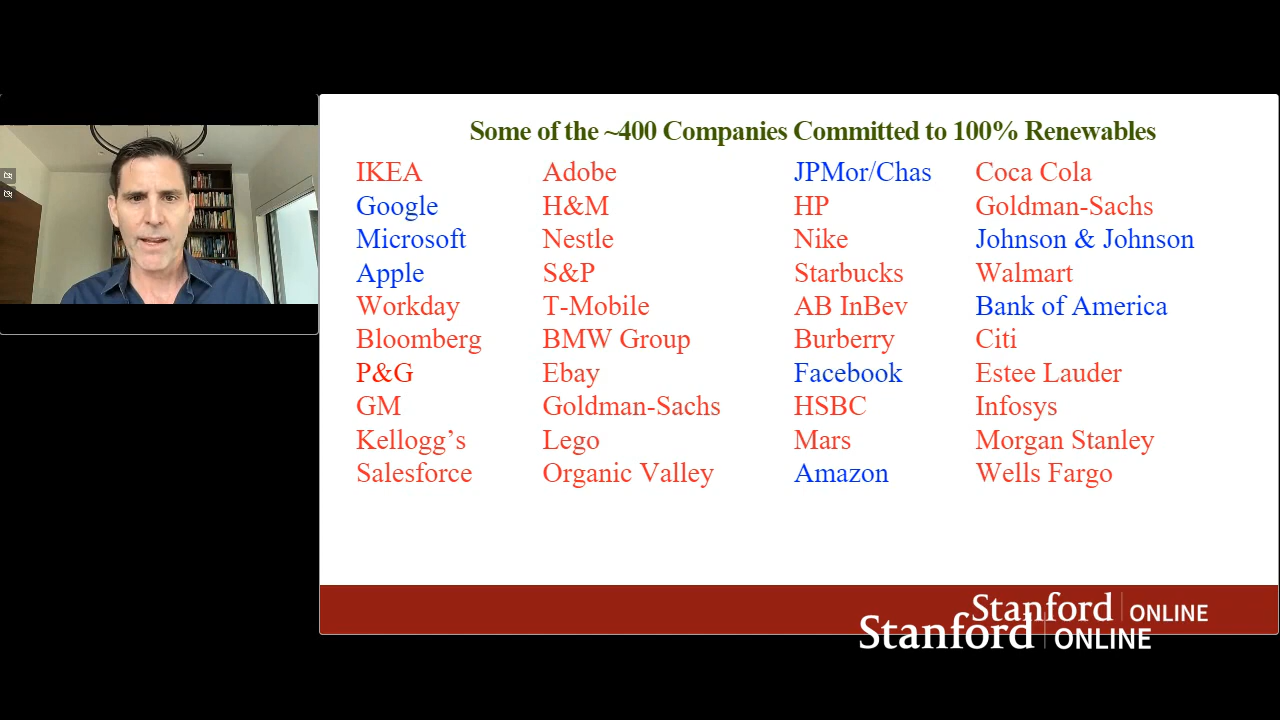 Some of the ~400 Companies Committed to 100% Renewables
IKEA
Google
Microsoft
Apple
Workday
Bloomberg
P&G
GM
Kellogg’s
Salesforce
Adobe
H&M
Nestle
S&P
T-Mobile
BMW Group
Ebay
Goldman-Sachs
Lego
Organic Valley
JPMor/Chas
HP
Nike
Starbucks
AB InBev
Burberry
Facebook
HSBC
Mars
Amazon
Coca Cola
Goldman-Sachs
Johnson & Johnson
Walmart
Bank of America
Citi
Estee Lauder
Infosys
Morgan Stanley
Wells Fargo
Stanford ONLINE
Stanford ONLINE